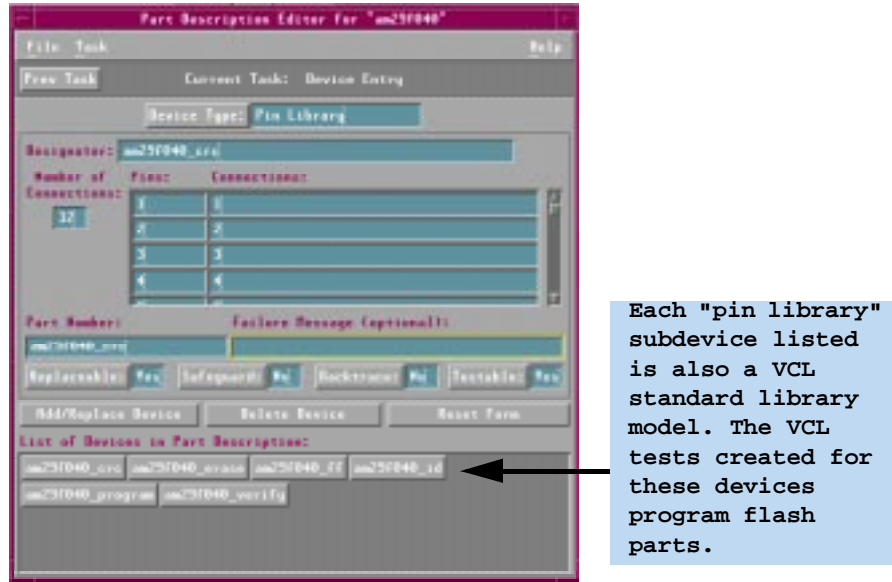 Part Description Editor for "am29f040"
File Task Help
Prev Task Current Task: Device Entry
Device Type: Pin Library
Designator: am29f040_crc
Number of Connections: Pins: Connections:
32
1 1
2 2
3 3
4 4
Part Number: Failure Message (optional):
am29f040_crc
Replaceable: Yes Safeguard: No Backtrace: No Testable: Yes
Add/Replace Device Delete Device Reset Form
List of Devices in Part Description:
am29f040_crc am29f040_erase am29f040_ff am29f040_id
am29f040_program am29f040_verify
Each "pin library"
subdevice listed
is also a VCL
standard library
model. The VCL
tests created for
these devices
program flash
parts.